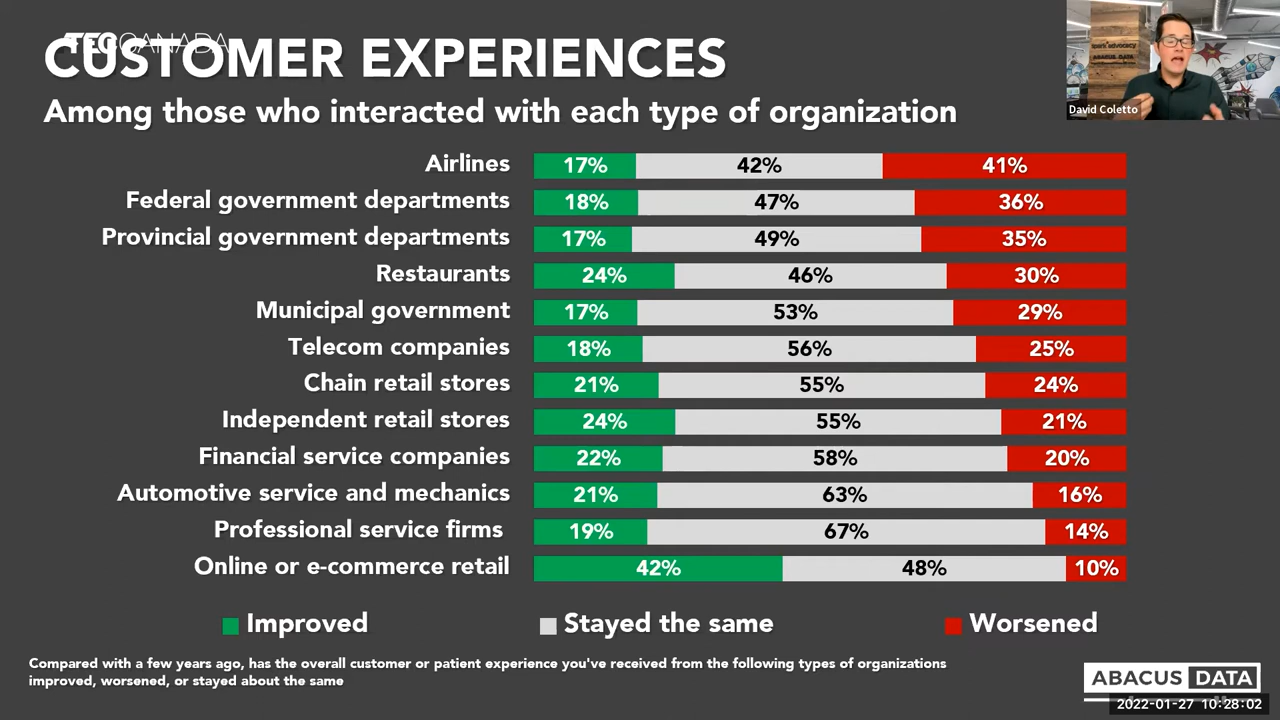 TECCANADA
CUSTOMER EXPERIENCES
Among those who interacted with each type of organization
David Coletto
ABACUS DATA
Airlines 17% 42% 41%
Federal government departments 18% 47% 36%
Provincial government departments 17% 49% 35%
Restaurants 24% 46% 30%
Municipal government 17% 53% 29%
Telecom companies 18% 56% 25%
Chain retail stores 21% 55% 24%
Independent retail stores 24% 55% 21%
Financial service companies 22% 58% 20%
Automotive service and mechanics 21% 63% 16%
Professional service firms 19% 67% 14%
Online or e-commerce retail 42% 48% 10%
Improved Stayed the same Worsened
Compared with a few years ago, has the overall customer or patient experience you've received from the following types of organizations
improved, worsened, or stayed about the same
ABACUS DATA
2022-01-27 10:28:02